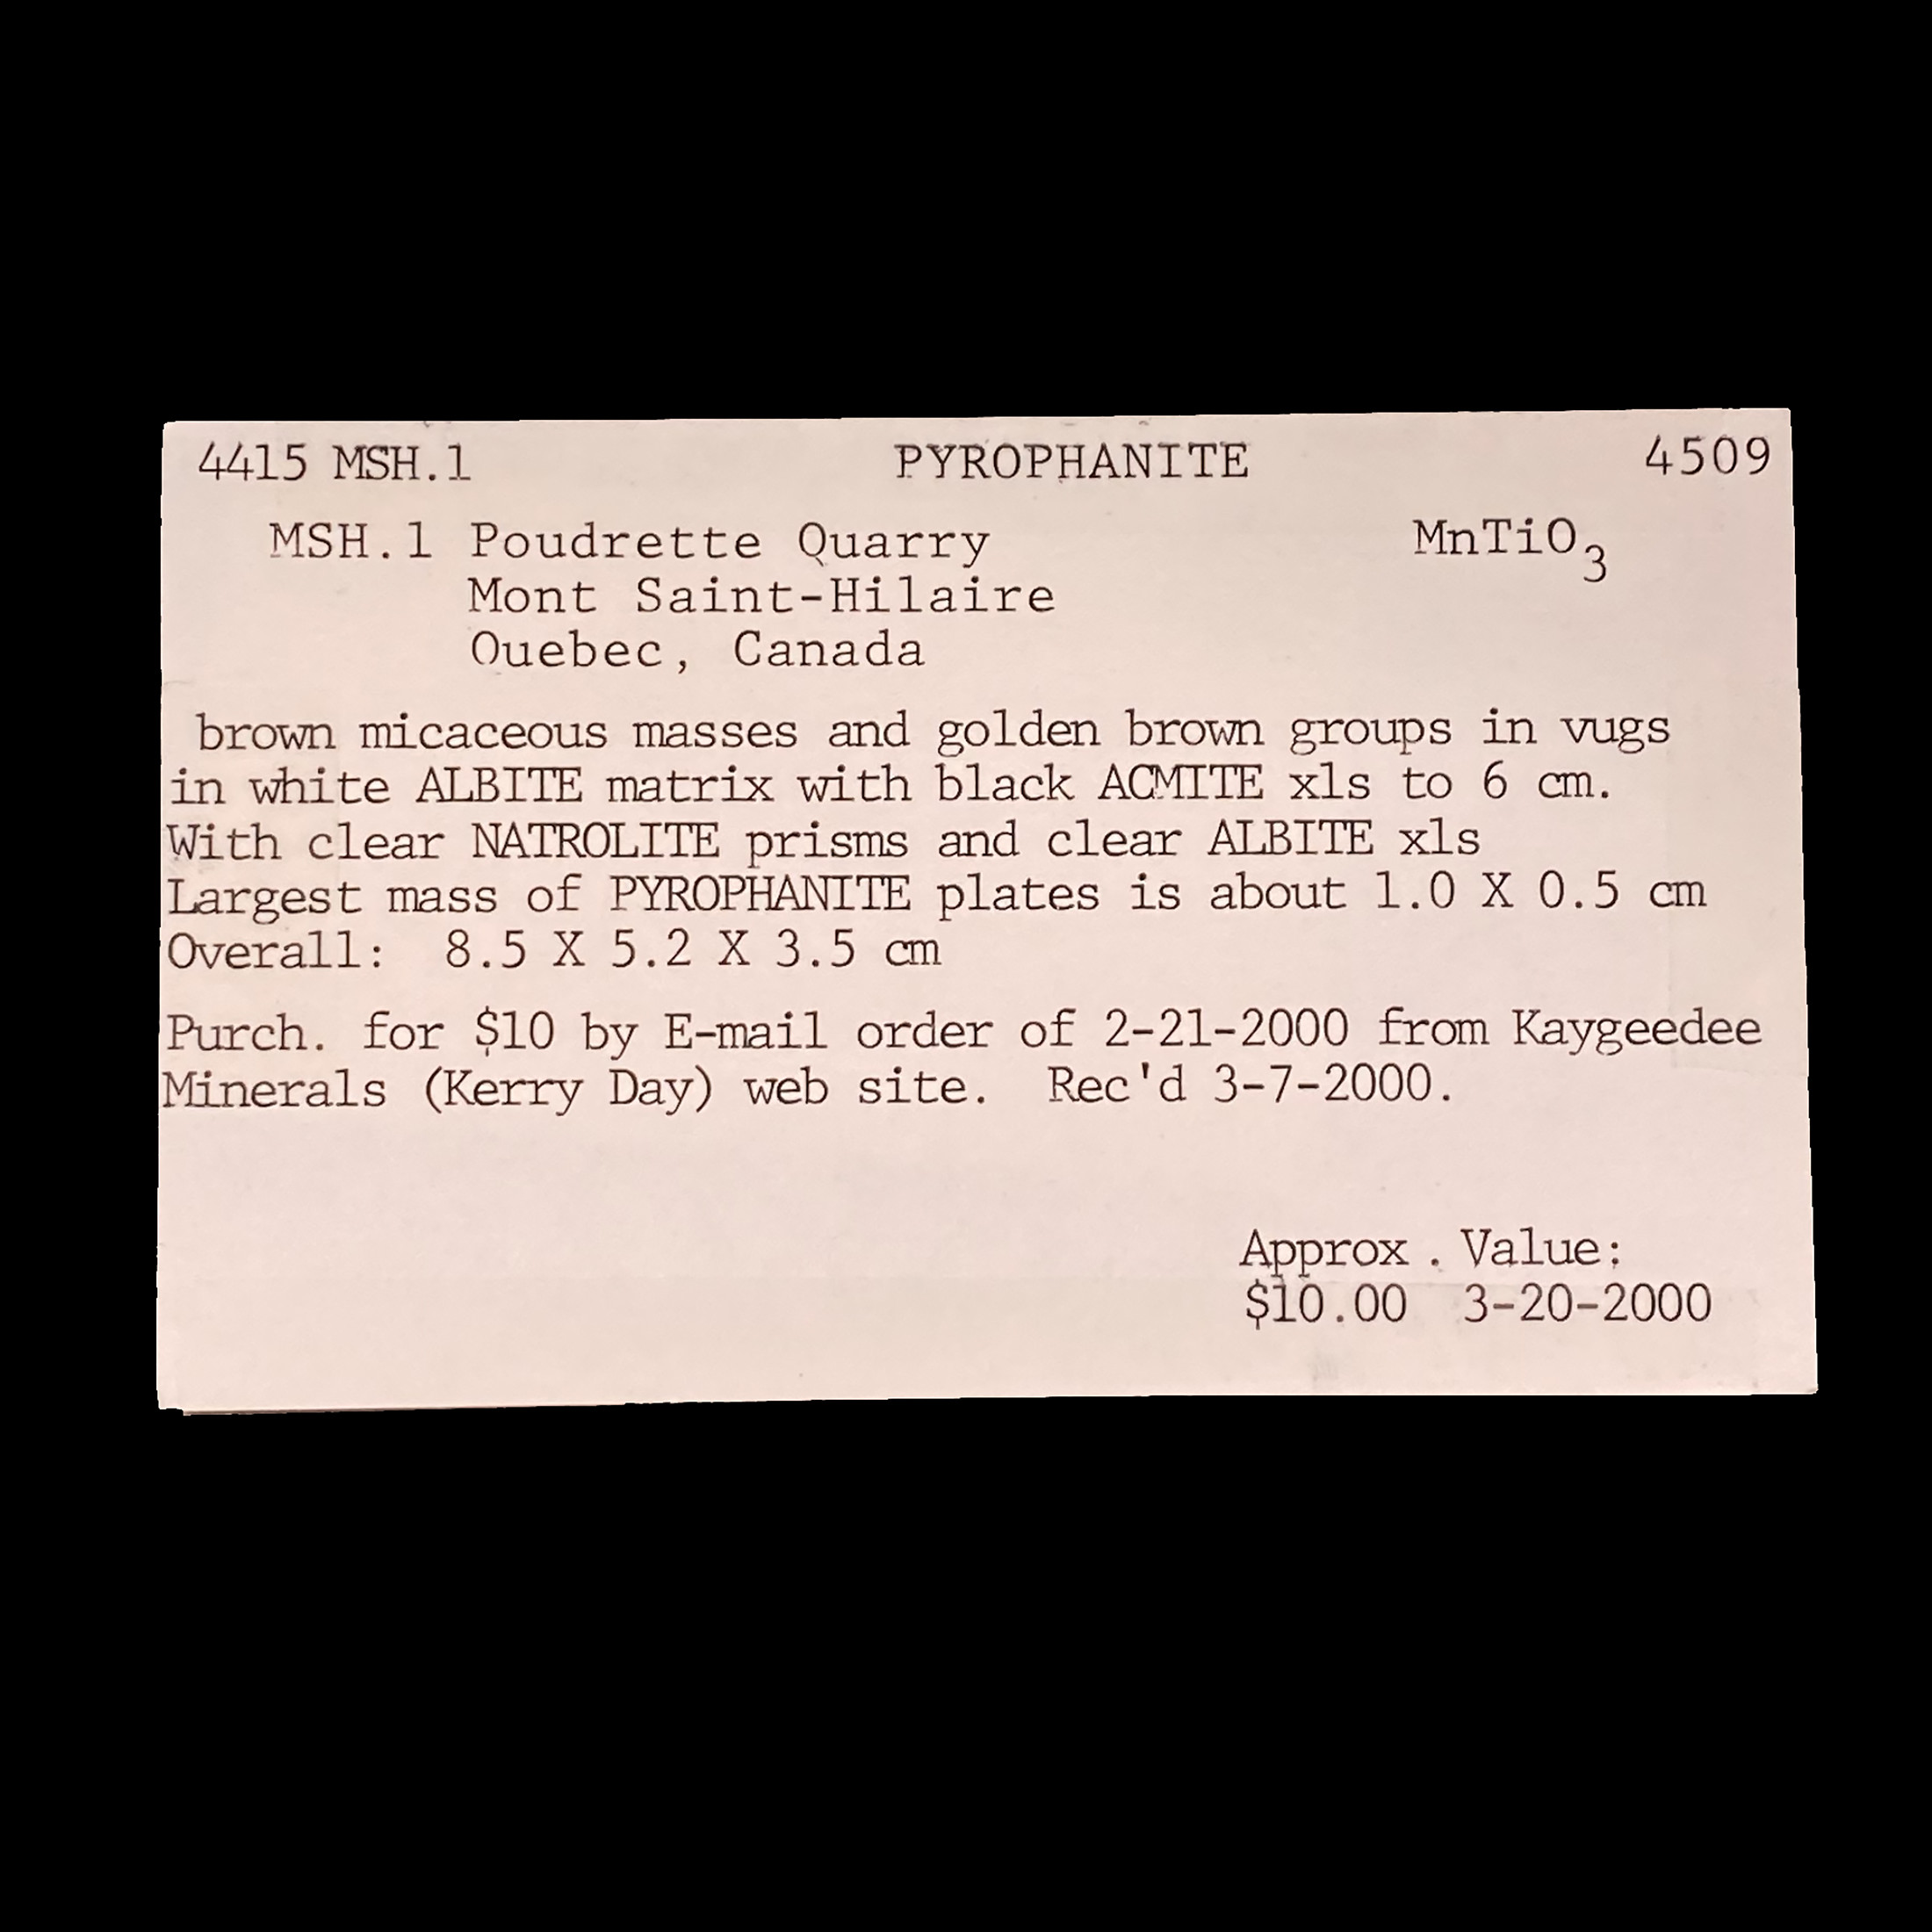 4415 MSH.1 PYROPHANITE 4509
MSH.1 Poudrette Quarry MnTiO3
Mont Saint-Hilaire
Quebec, Canada
brown micaceous masses and golden brown groups in vugs
in white ALBITE matrix with black ACMITE xls to 6 cm.
With clear NATROLITE prisms and clear ALBITE xls
Largest mass of PYROPHANITE plates is about 1.0 X 0.5 cm
Overall: 8.5 X 5.2 X 3.5 cm
Purch. for $10 by E-mail order of 2-21-2000 from Kaygeedee
Minerals (Kerry Day) web site. Rec'd 3-7-2000.
Approx. Value:
$10.00 3-20-2000